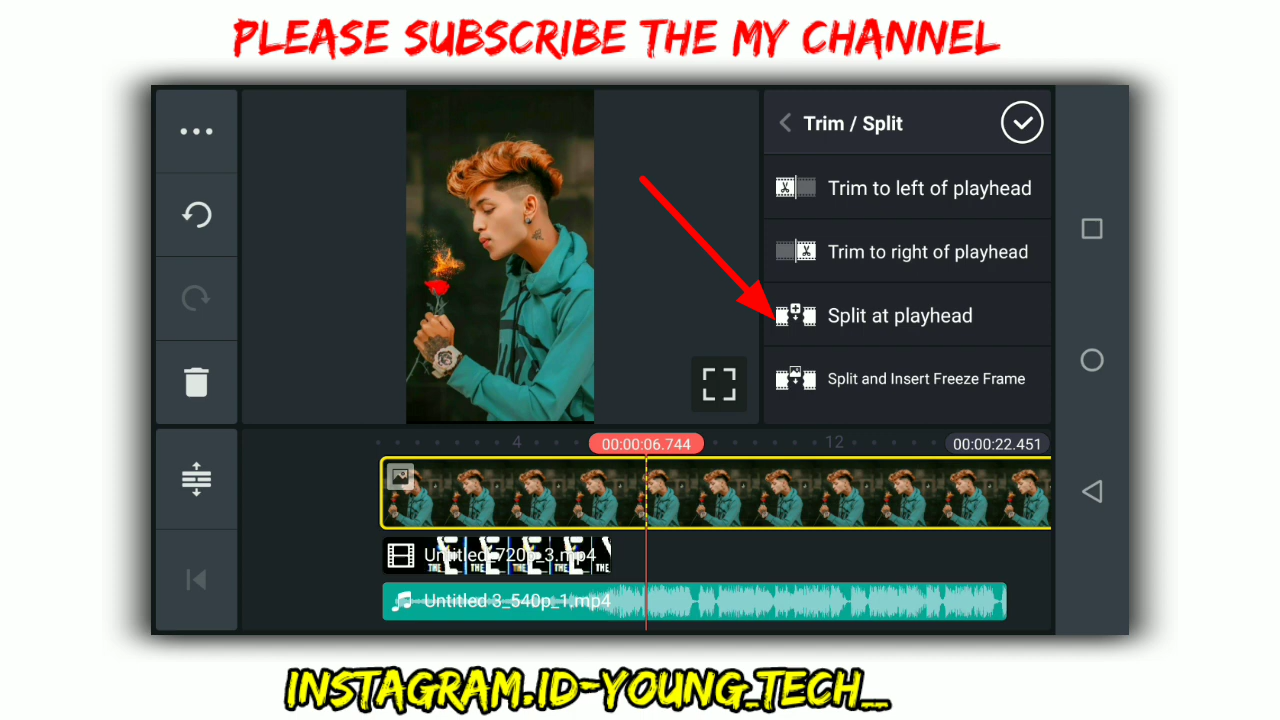 PLEASE SUBSCRIBE THE MY CHANNEL
Trim / Split
Trim to left of playhead
Trim to right of playhead
Split at playhead
Split and Insert Freeze Frame
4
00:00:06.744
12
00:00:22.451
Untitled 720p_3.mp4
Untitled 3_540p_1.mp4
INSTAGRAM.ID-YOUNG_TECH__